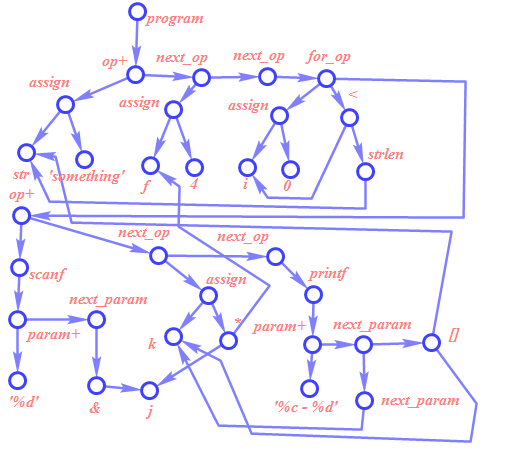 program
op+ next_op next_op for_op
assign assign assign <
str 'something' f 4 i 0 strlen
op+
next_op next_op
scanf assign printf
param+ next_param k * param+ next_param []
'%d' & j '%c - %d' next_param